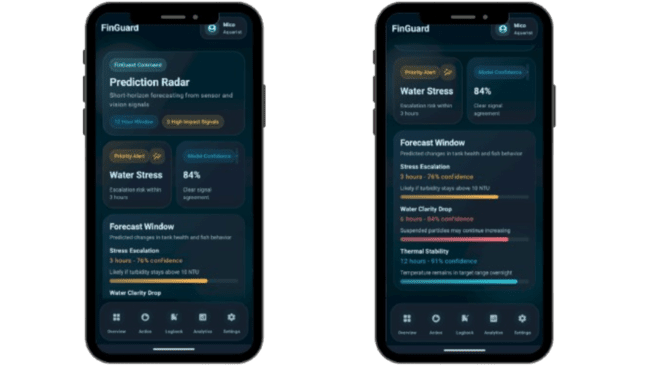 FinGuard
Mico
Aquarist
FinGuard Command
Prediction Radar
Short-horizon forecasting from sensor and
vision signals
12 Hour Window
3 High Impact Signals
Priority Alert
Model Confidence
Water Stress
84%
Escalation risk within
3 hours
Clear signal
agreement
Forecast Window
Predicted changes in tank health and fish behavior
Stress Escalation
3 hours - 76% confidence
Likely if turbidity stays above 10 NTU
Water Clarity Drop
Overview
Active
Logbook
Analytics
Settings
FinGuard
Mico
Aquarist
Priority Alert
Model Confidence
Water Stress
84%
Escalation risk within
3 hours
Clear signal
agreement
Forecast Window
Predicted changes in tank health and fish behavior
Stress Escalation
3 hours - 76% confidence
Likely if turbidity stays above 10 NTU
Water Clarity Drop
6 hours - 84% confidence
Suspended particles may continue increasing
Thermal Stability
12 hours - 91% confidence
Temperature remains in target range overnight
Overview
Active
Logbook
Analytics
Settings